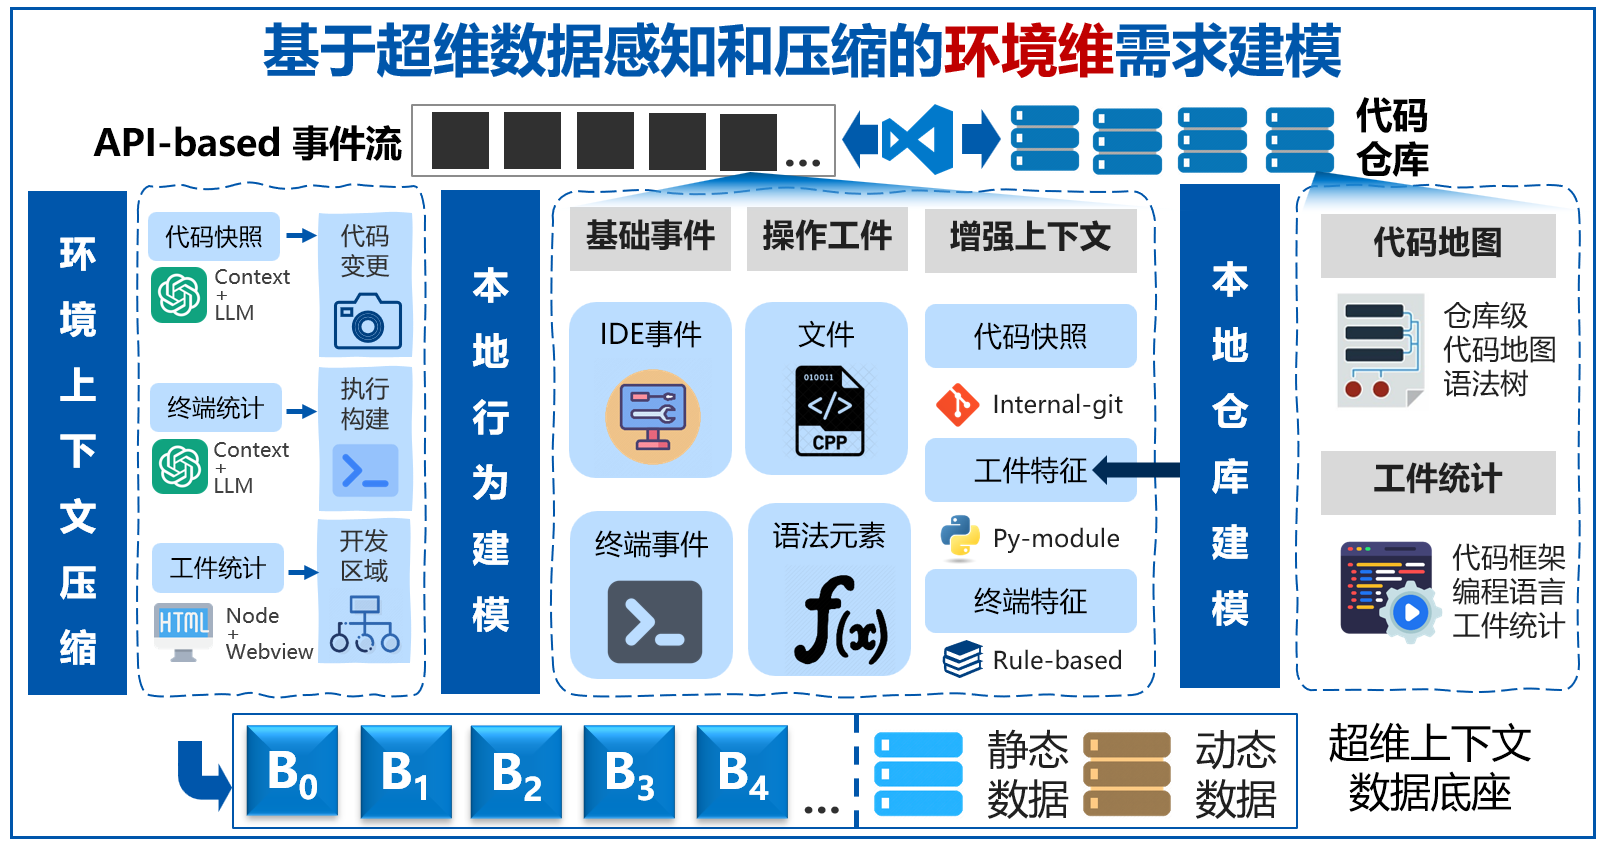 基于超维数据感知和压缩的环境维需求建模
API-based 事件流
...
代码
仓库
环境上下文压缩
代码快照
Context
+
LLM
代码
变更
终端统计
Context
+
LLM
执行
构建
工件统计
HTML
Node
+
Webview
开发
区域
本地行为建模
基础事件
操作工件
增强上下文
IDE事件
文件
010011
</>
CPP
代码快照
Internal-git
工件特征
Py-module
终端事件
语法元素
f(x)
终端特征
Rule-based
本地仓库建模
代码地图
仓库级
代码地图
语法树
工件统计
代码框架
编程语言
工件统计
B0
B1
B2
B3
B4
...
静态
数据
动态
数据
超维上下文
数据底座